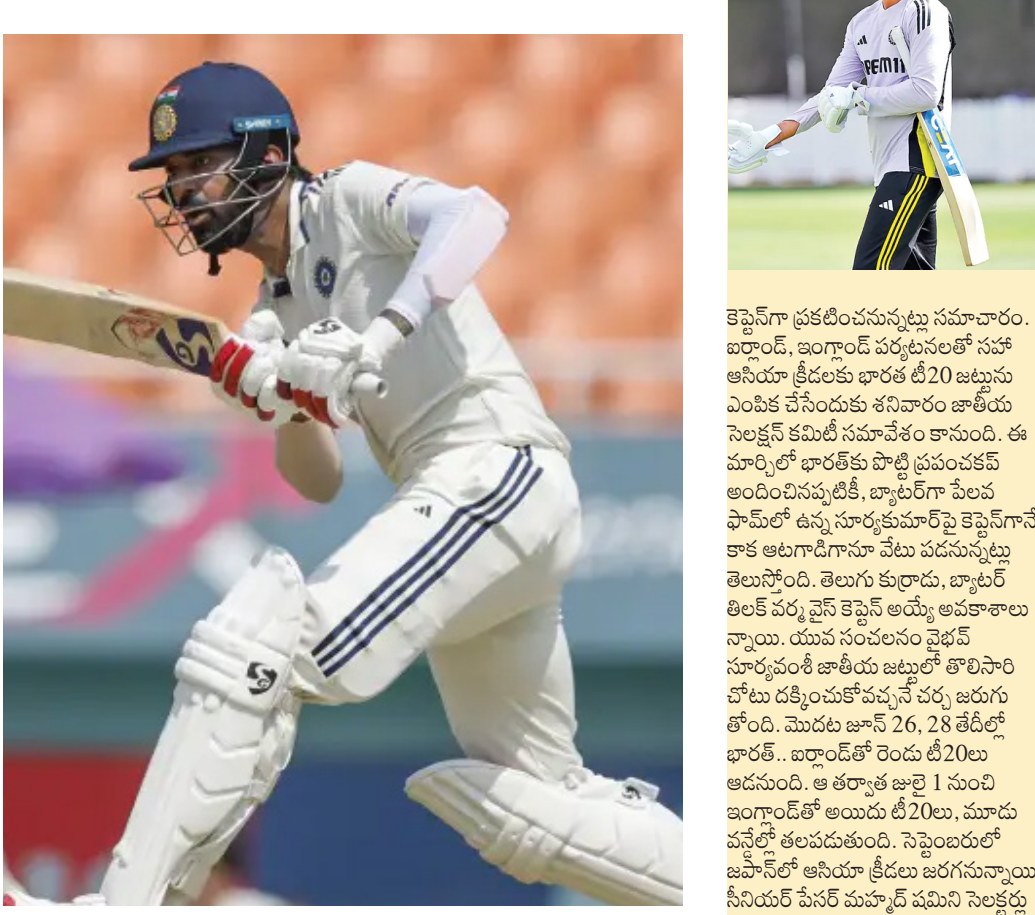 SHREY
PREMIE
CEAT
కెప్టెన్‌గా ప్రకటించనున్నట్లు సమాచారం.
ఐర్లాండ్, ఇంగ్లాండ్ పర్యటనలతో సహా
ఆసియా క్రీడలకు భారత టీ20 జట్టును
ఎంపిక చేసేందుకు శనివారం జాతీయ
సెలక్షన్ కమిటీ సమావేశం కానుంది. ఈ
మార్చిలో భారత్‌కు పొట్టి ప్రపంచకప్
అందించినప్పటికీ, బ్యాటర్‌గా పేలవ
ఫామ్‌లో ఉన్న సూర్యకుమార్‌పై కెప్టెన్‌గానే
కాక ఆటగాడిగానూ వేటు పడనున్నట్లు
తెలుస్తోంది. తెలుగు కుర్రాడు, బ్యాటర్
తిలక్ వర్మ వైస్ కెప్టెన్ అయ్యే అవకాశాలు
న్నాయి. యువ సంచలనం వైభవ్
సూర్యవంశీ జాతీయ జట్టులో తొలిసారి
చోటు దక్కించుకోవచ్చనే చర్చ జరుగు
తోంది. మొదట జూన్ 26, 28 తేదీల్లో
భారత్.. ఐర్లాండ్‌తో రెండు టీ20లు
ఆడనుంది. ఆ తర్వాత జులై 1 నుంచి
ఇంగ్లాండ్‌తో అయిదు టీ20లు, మూడు
వన్డేల్లో తలపడుతుంది. సెప్టెంబరులో
జపాన్‌లో ఆసియా క్రీడలు జరగనున్నాయి
సీనియర్ పేసర్ మహ్మద్ షమిని సెలక్టర్లు